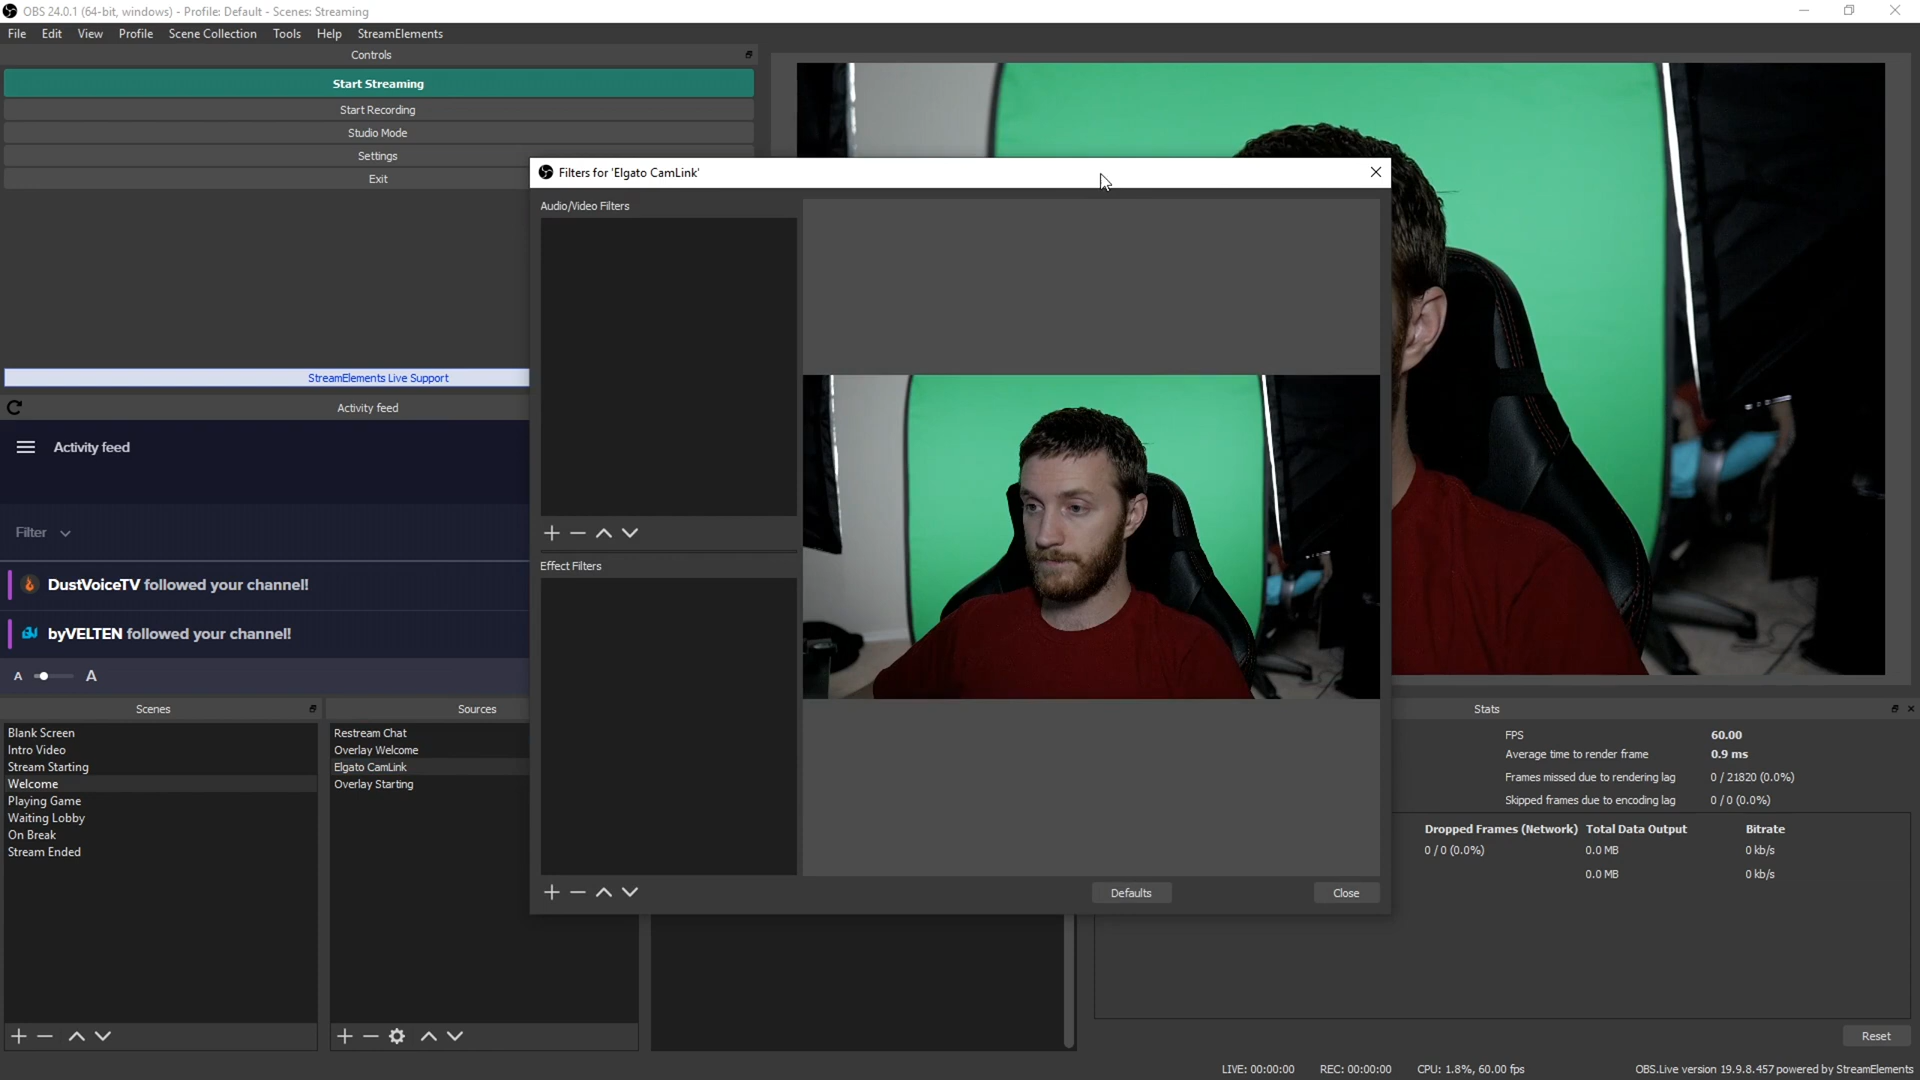 OBS 24.0.1 (64-bit, windows) - Profile: Default - Scenes: Streaming
File Edit View Profile Scene Collection Tools Help StreamElements
Controls
Start Streaming
Start Recording
Studio Mode
Settings
Exit
StreamElements Live Support
Activity feed
Activity feed
Filter
DustVoiceTV followed your channel!
byVELTEN followed your channel!
A A
Filters for 'Elgato CamLink'
Audio/Video Filters
Effect Filters
Defaults
Close
Scenes
Blank Screen
Intro Video
Stream Starting
Welcome
Playing Game
Waiting Lobby
On Break
Stream Ended
Sources
Restream Chat
Overlay Welcome
Elgato CamLink
Overlay Starting
Stats
FPS 60.00
Average time to render frame 0.9 ms
Frames missed due to rendering lag 0 / 21820 (0.0%)
Skipped frames due to encoding lag 0 / 0 (0.0%)
Dropped Frames (Network) Total Data Output Bitrate
0 / 0 (0.0%) 0.0 MB 0 kb/s
0.0 MB 0 kb/s
Reset
LIVE: 00:00:00 REC: 00:00:00 CPU: 1.8%, 60.00 fps OBS.Live version 19.9.8.457 powered by StreamElements